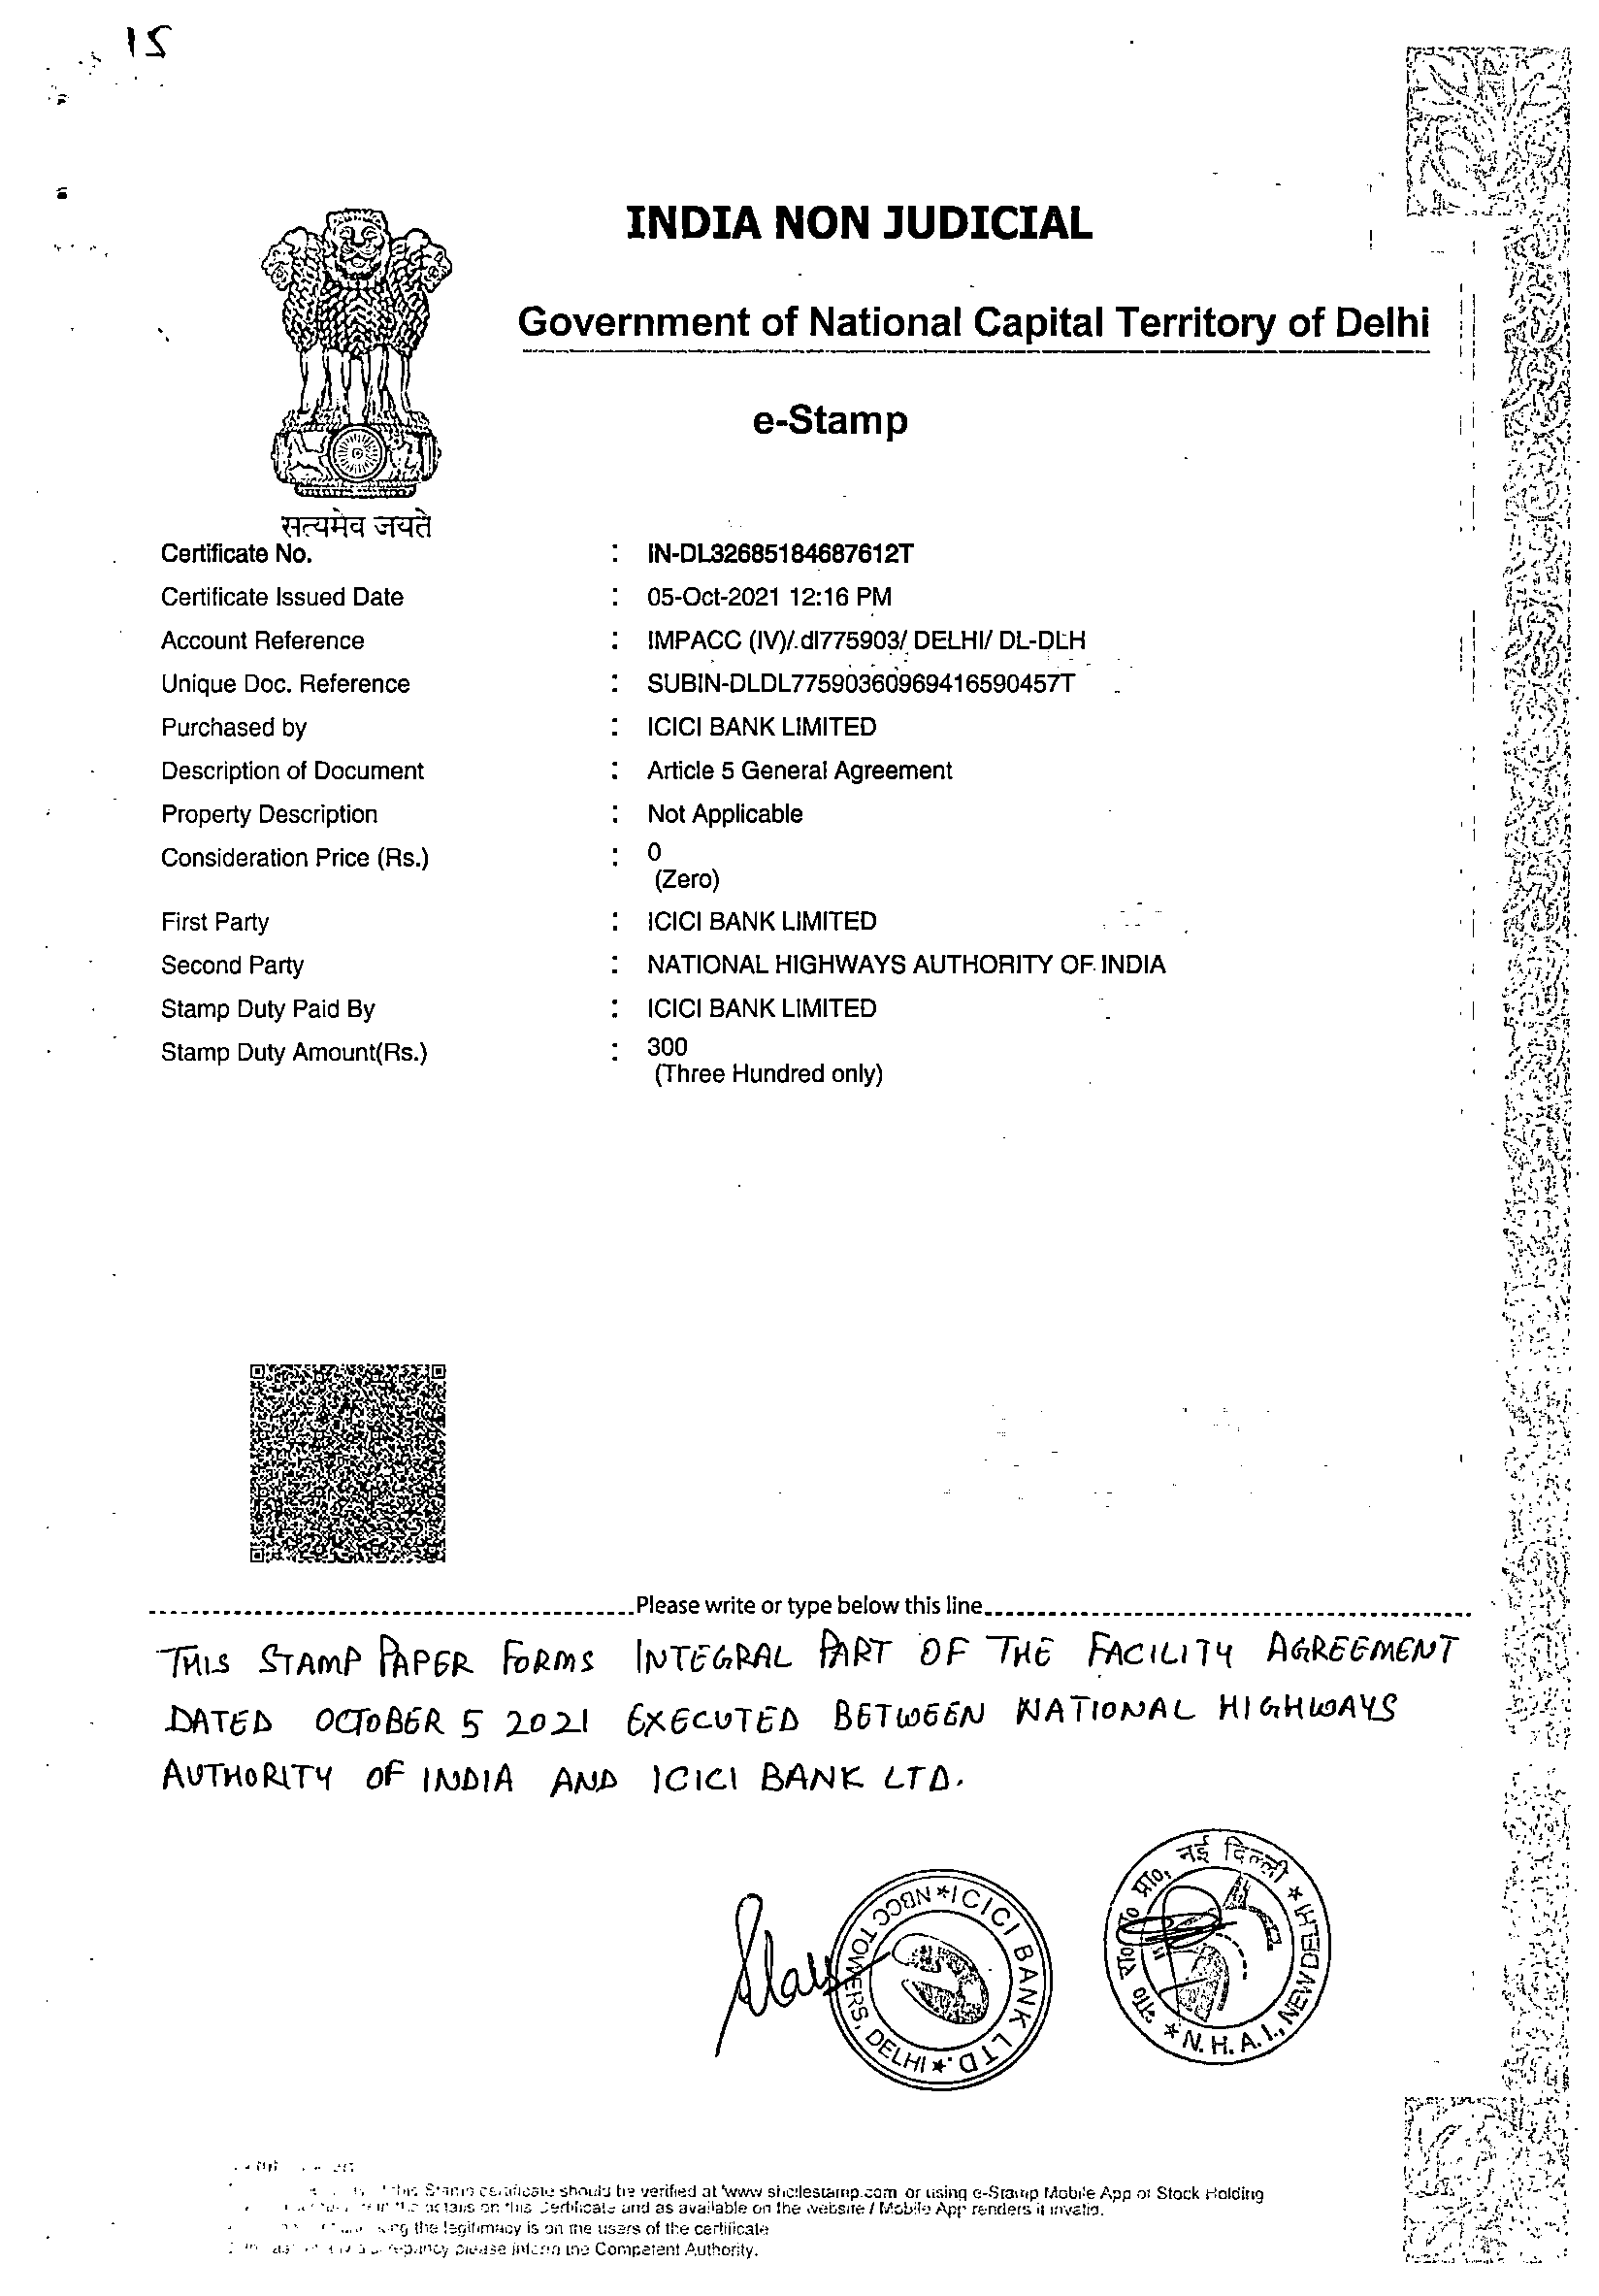 15
INDIA NON JUDICIAL
Government of National Capital Territory of Delhi
e-Stamp
सत्यमेव जयते
Certificate No. : IN-DL32685184687612T
Certificate Issued Date : 05-Oct-2021 12:16 PM
Account Reference : IMPACC (IV)/ dl775903/ DELHI/ DL-DLH
Unique Doc. Reference : SUBIN-DLDL77590360969416590457T
Purchased by : ICICI BANK LIMITED
Description of Document : Article 5 General Agreement
Property Description : Not Applicable
Consideration Price (Rs.) : 0
(Zero)
First Party : ICICI BANK LIMITED
Second Party : NATIONAL HIGHWAYS AUTHORITY OF INDIA
Stamp Duty Paid By : ICICI BANK LIMITED
Stamp Duty Amount(Rs.) : 300
(Three Hundred only)
Please write or type below this line
THIS STAMP PAPER FORMS INTEGRAL PART OF THE FACILITY AGREEMENT
DATED OCTOBER 5 2021 EXECUTED BETWEEN NATIONAL HIGHWAYS
AUTHORITY OF INDIA AND ICICI BANK LTD.
ICICI BANK LTD. * NBCC TOWERS, DELHI *
भा० रा० रा० प्रा०, नई दिल्ली * N. H. A. I., NEW DELHI *
Stamp certificate should be verified at 'www shcilestamp.com or using e-Stamp Mobile App of Stock Holding
on this Certificate and as available on the website / Mobile App renders it invalid.
the legitimacy is on the users of the certificate
please inform the Competent Authority.